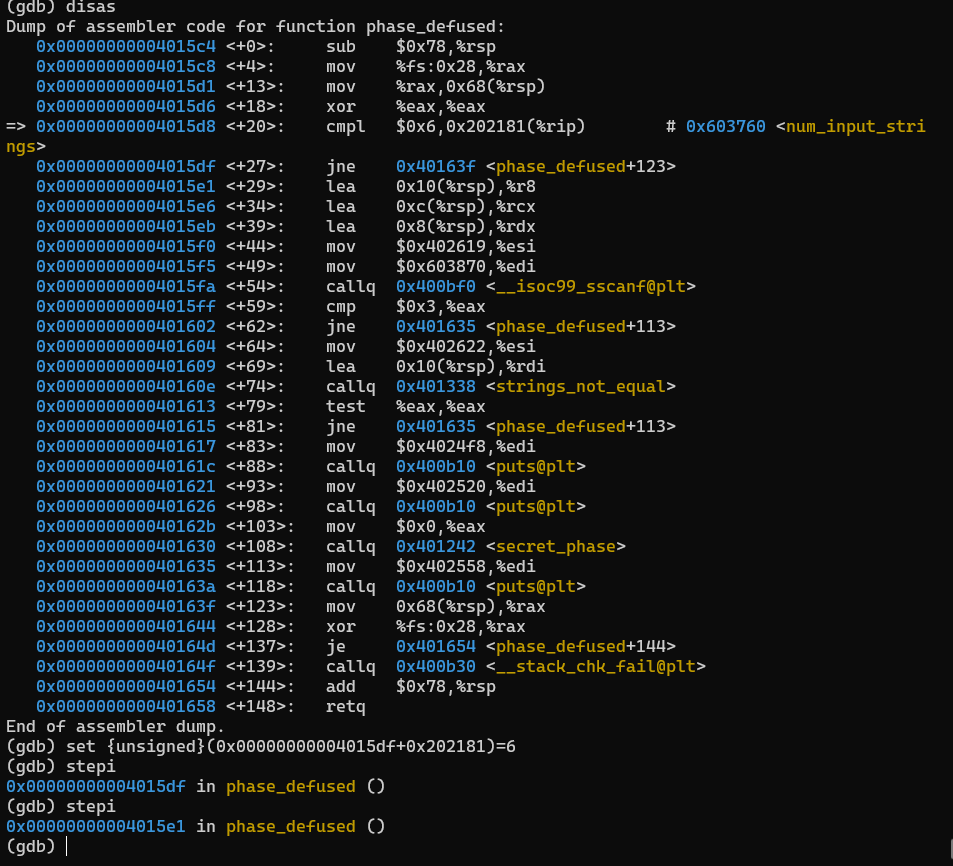 (gdb) disas
Dump of assembler code for function phase_defused:
   0x00000000004015c4 <+0>:     sub    $0x78,%rsp
   0x00000000004015c8 <+4>:     mov    %fs:0x28,%rax
   0x00000000004015d1 <+13>:    mov    %rax,0x68(%rsp)
   0x00000000004015d6 <+18>:    xor    %eax,%eax
=> 0x00000000004015d8 <+20>:    cmpl   $0x6,0x202181(%rip)        # 0x603760 <num_input_stri
ngs>
   0x00000000004015df <+27>:    jne    0x40163f <phase_defused+123>
   0x00000000004015e1 <+29>:    lea    0x10(%rsp),%r8
   0x00000000004015e6 <+34>:    lea    0xc(%rsp),%rcx
   0x00000000004015eb <+39>:    lea    0x8(%rsp),%rdx
   0x00000000004015f0 <+44>:    mov    $0x402619,%esi
   0x00000000004015f5 <+49>:    mov    $0x603870,%edi
   0x00000000004015fa <+54>:    callq  0x400bf0 <__isoc99_sscanf@plt>
   0x00000000004015ff <+59>:    cmp    $0x3,%eax
   0x0000000000401602 <+62>:    jne    0x401635 <phase_defused+113>
   0x0000000000401604 <+64>:    mov    $0x402622,%esi
   0x0000000000401609 <+69>:    lea    0x10(%rsp),%rdi
   0x000000000040160e <+74>:    callq  0x401338 <strings_not_equal>
   0x0000000000401613 <+79>:    test   %eax,%eax
   0x0000000000401615 <+81>:    jne    0x401635 <phase_defused+113>
   0x0000000000401617 <+83>:    mov    $0x4024f8,%edi
   0x000000000040161c <+88>:    callq  0x400b10 <puts@plt>
   0x0000000000401621 <+93>:    mov    $0x402520,%edi
   0x0000000000401626 <+98>:    callq  0x400b10 <puts@plt>
   0x000000000040162b <+103>:   mov    $0x0,%eax
   0x0000000000401630 <+108>:   callq  0x401242 <secret_phase>
   0x0000000000401635 <+113>:   mov    $0x402558,%edi
   0x000000000040163a <+118>:   callq  0x400b10 <puts@plt>
   0x000000000040163f <+123>:   mov    0x68(%rsp),%rax
   0x0000000000401644 <+128>:   xor    %fs:0x28,%rax
   0x000000000040164d <+137>:   je     0x401654 <phase_defused+144>
   0x000000000040164f <+139>:   callq  0x400b30 <__stack_chk_fail@plt>
   0x0000000000401654 <+144>:   add    $0x78,%rsp
   0x0000000000401658 <+148>:   retq
End of assembler dump.
(gdb) set {unsigned}(0x00000000004015df+0x202181)=6
(gdb) stepi
0x00000000004015df in phase_defused ()
(gdb) stepi
0x00000000004015e1 in phase_defused ()
(gdb)